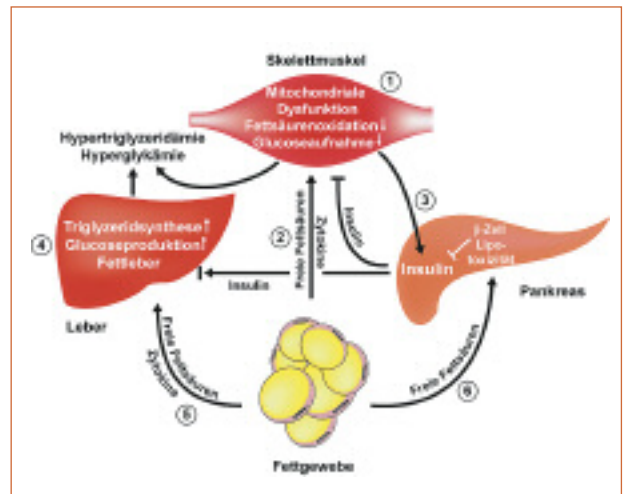 Skelettmuskel
1
Mitochondriale
Dysfunktion
Fettsäurenoxidation↓
Glucoseaufnahme↓
Hypertriglyzeridämie
Hyperglykämie
4
Triglyzeridsynthese↑
Glucoseproduktion↑
Fettleber
Leber
2
Freie Fettsäuren
Zytokine
Insulin
Insulin
3
β-Zell
Lipo-
toxizität
Insulin
Pankreas
Freie Fettsäuren
Zytokine
5
Freie Fettsäuren
6
Fettgewebe